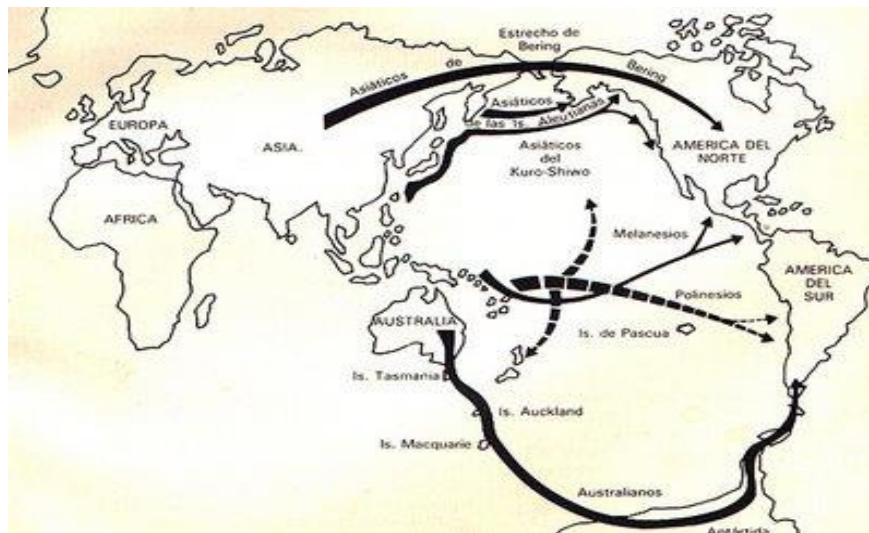 Estrecho de
Bering
Asiáticos de Bering
Asiáticos
de las Is. Aleutianas
EUROPA
ASIA.
Asiáticos
del
Kuro-Shiwo
AMERICA DEL
NORTE
AFRICA
Melanesios
AMERICA
DEL
SUR
Polinesios
AUSTRALIA
Is. de Pascua
Is. Tasmania
Is. Auckland
Is. Macquarie
Australianos
Antártida